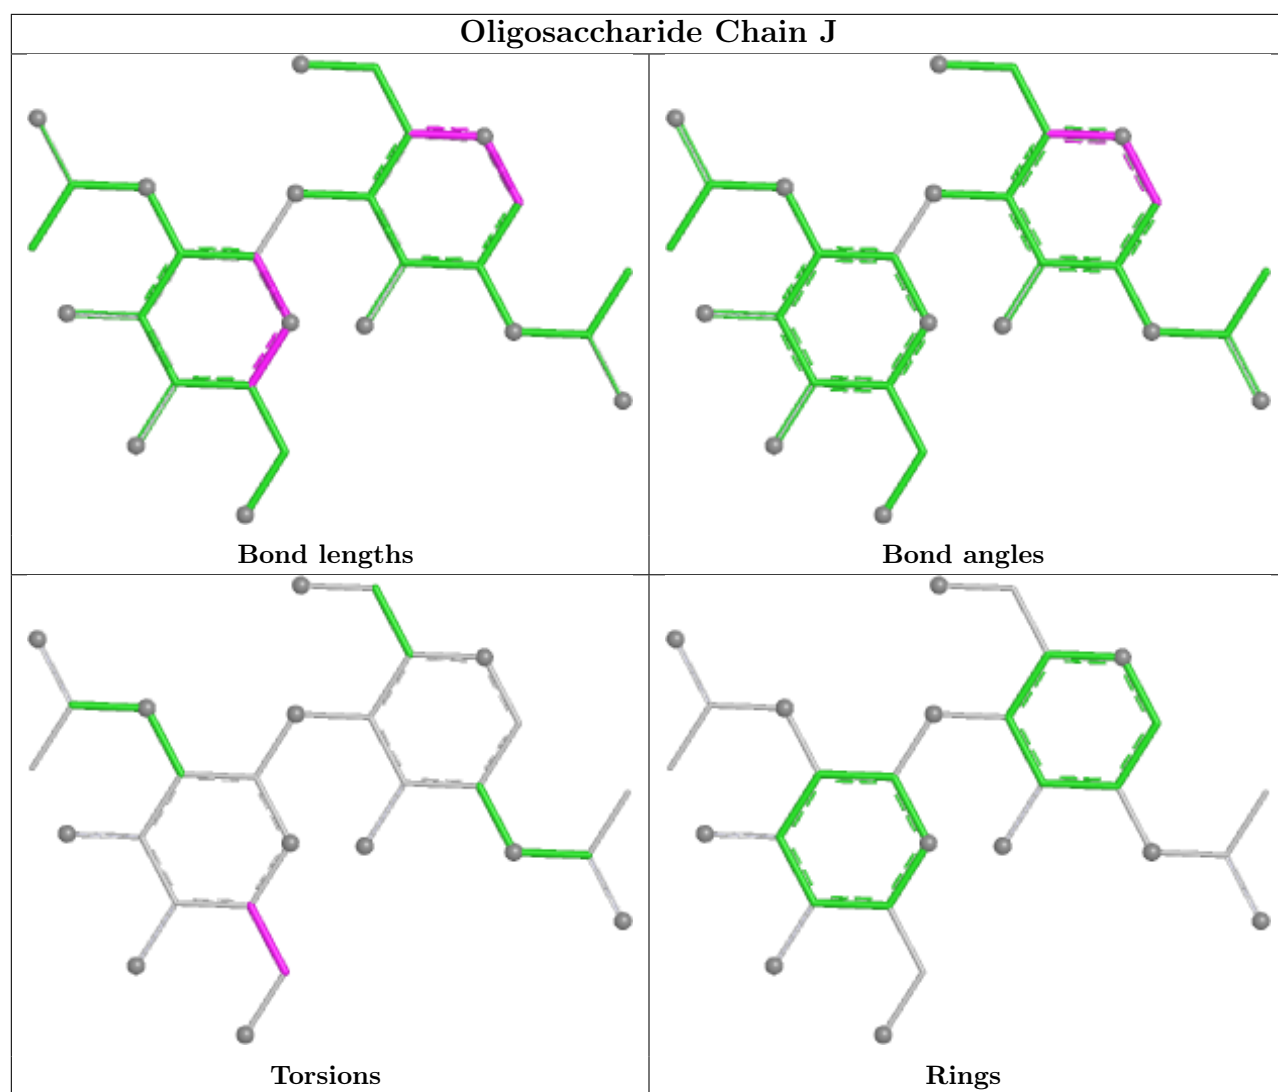 Oligosaccharide Chain J
Bond lengths
Bond angles
Torsions
Rings